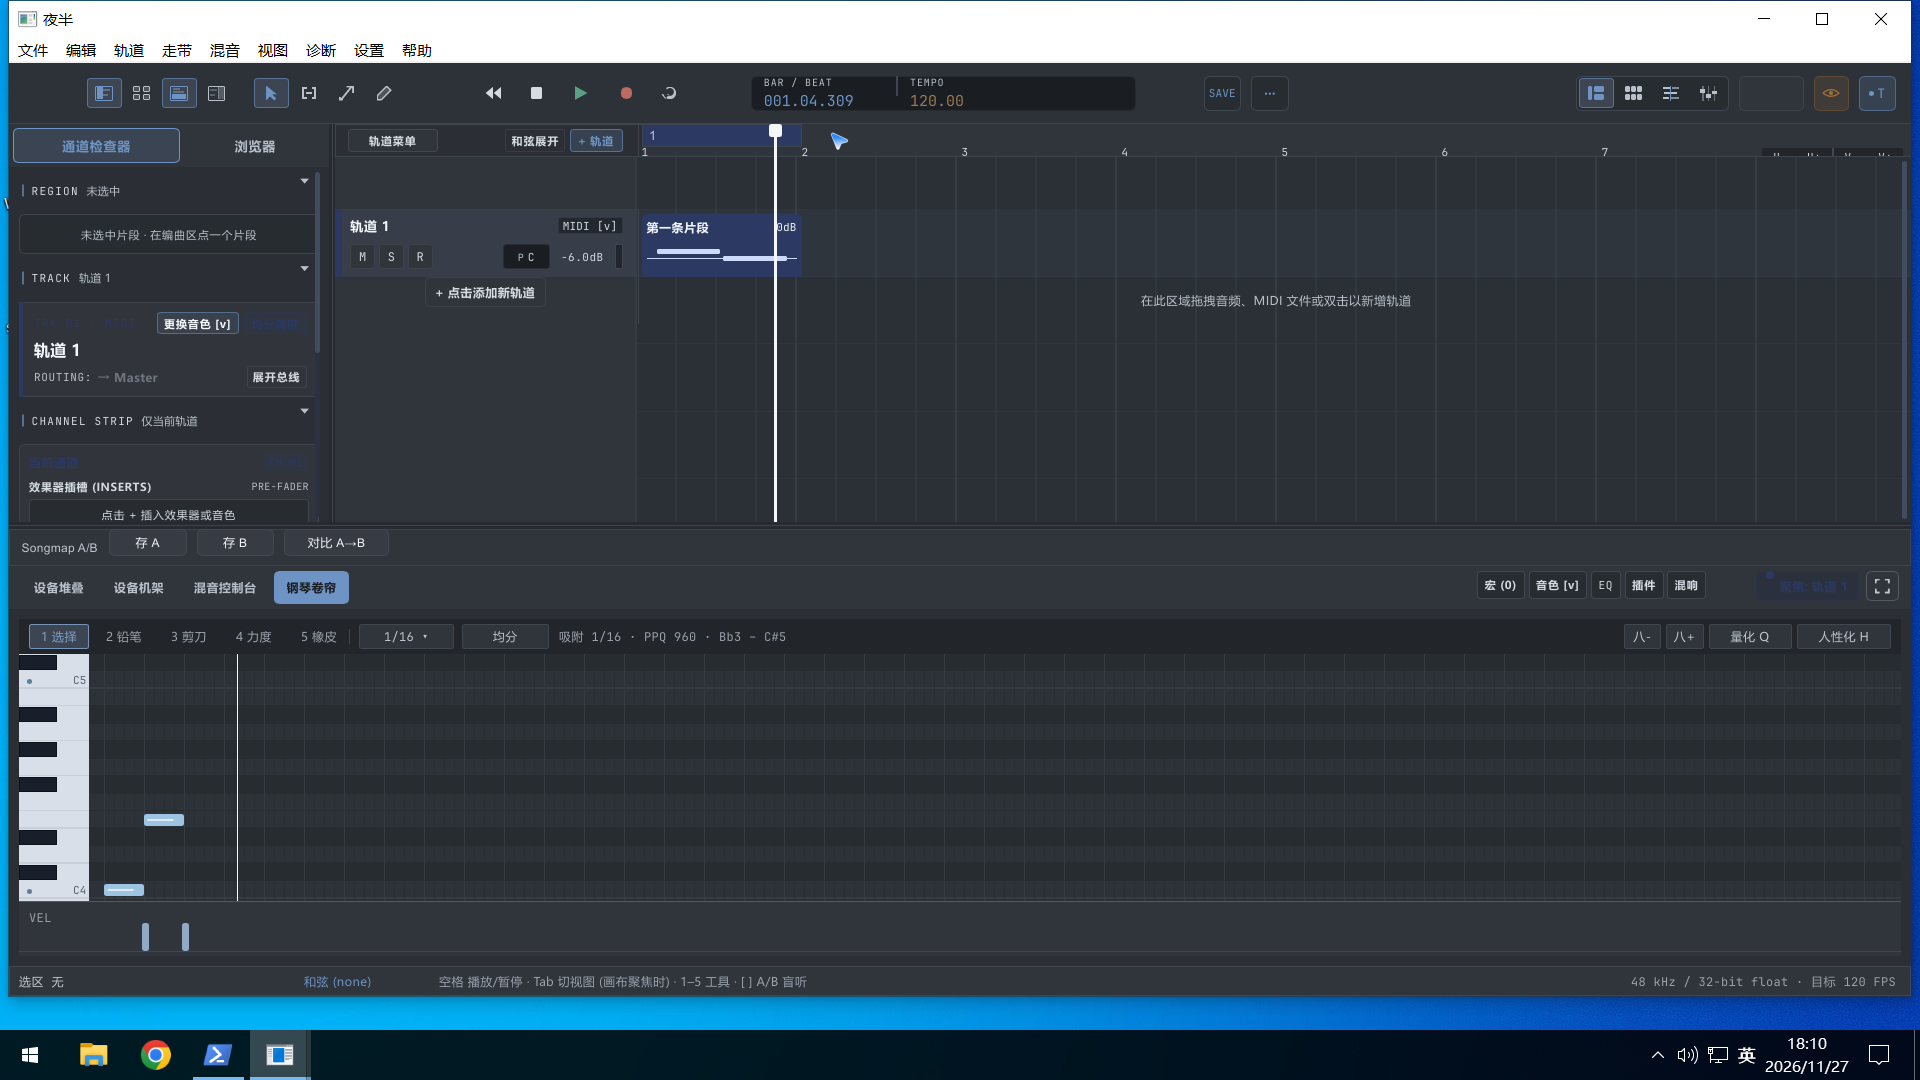 夜半
文件 编辑 轨道 走带 混音 视图 诊断 设置 帮助
BAR / BEAT
001.04.309
TEMPO
120.00
SAVE
...
T
通道检查器 浏览器
REGION 未选中
未选中片段 · 在编曲区点一个片段
TRACK 轨道 1
更换音色 [v]
轨道 1
ROUTING: → Master
展开总线
CHANNEL STRIP 仅当前轨道
效果器插槽 (INSERTS) PRE-FADER
点击 + 插入效果器或音色
轨道菜单 和弦展开 + 轨道
1
1 2 3 4 5 6 7
轨道 1 MIDI [v]
M S R P C -6.0dB
+ 点击添加新轨道
第一条片段 0dB
在此区域拖拽音频、MIDI 文件或双击以新增轨道
Songmap A/B 存 A 存 B 对比 A→B
设备堆叠 设备机架 混音控制台 钢琴卷帘
宏 (0) 音色 [v] EQ 插件 混响 聚焦: 轨道 1
1 选择 2 铅笔 3 剪刀 4 力度 5 橡皮 1/16 均分 吸附 1/16 · PPQ 960 · Bb3 – C#5
八- 八+ 量化 Q 人性化 H
C5
C4
VEL
选区 无 和弦 (none) 空格 播放/暂停 · Tab 切视图 (画布聚焦时) · 1–5 工具 · [ ] A/B 盲听 48 kHz / 32-bit float · 目标 120 FPS
英
18:10
2026/11/27